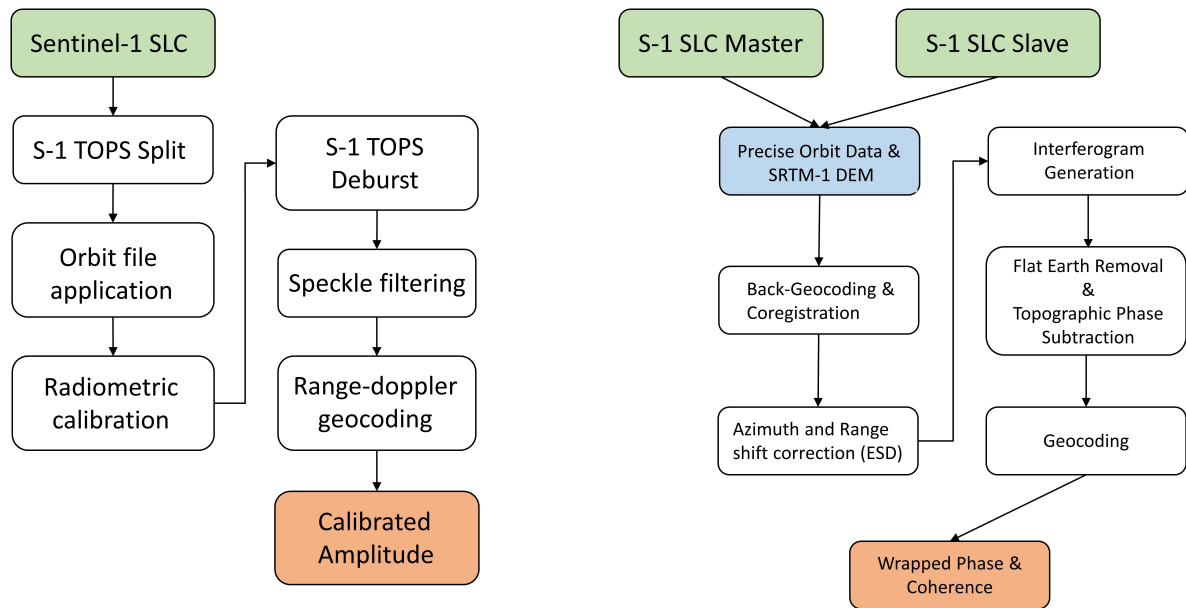 Sentinel-1 SLC
S-1 TOPS Split
Orbit file
application
Radiometric
calibration
S-1 TOPS
Deburst
Speckle filtering
Range-doppler
geocoding
Calibrated
Amplitude
S-1 SLC Master
S-1 SLC Slave
Precise Orbit Data &
SRTM-1 DEM
Back-Geocoding &
Coregistration
Azimuth and Range
shift correction (ESD)
Interferogram
Generation
Flat Earth Removal
&
Topographic Phase
Subtraction
Geocoding
Wrapped Phase &
Coherence